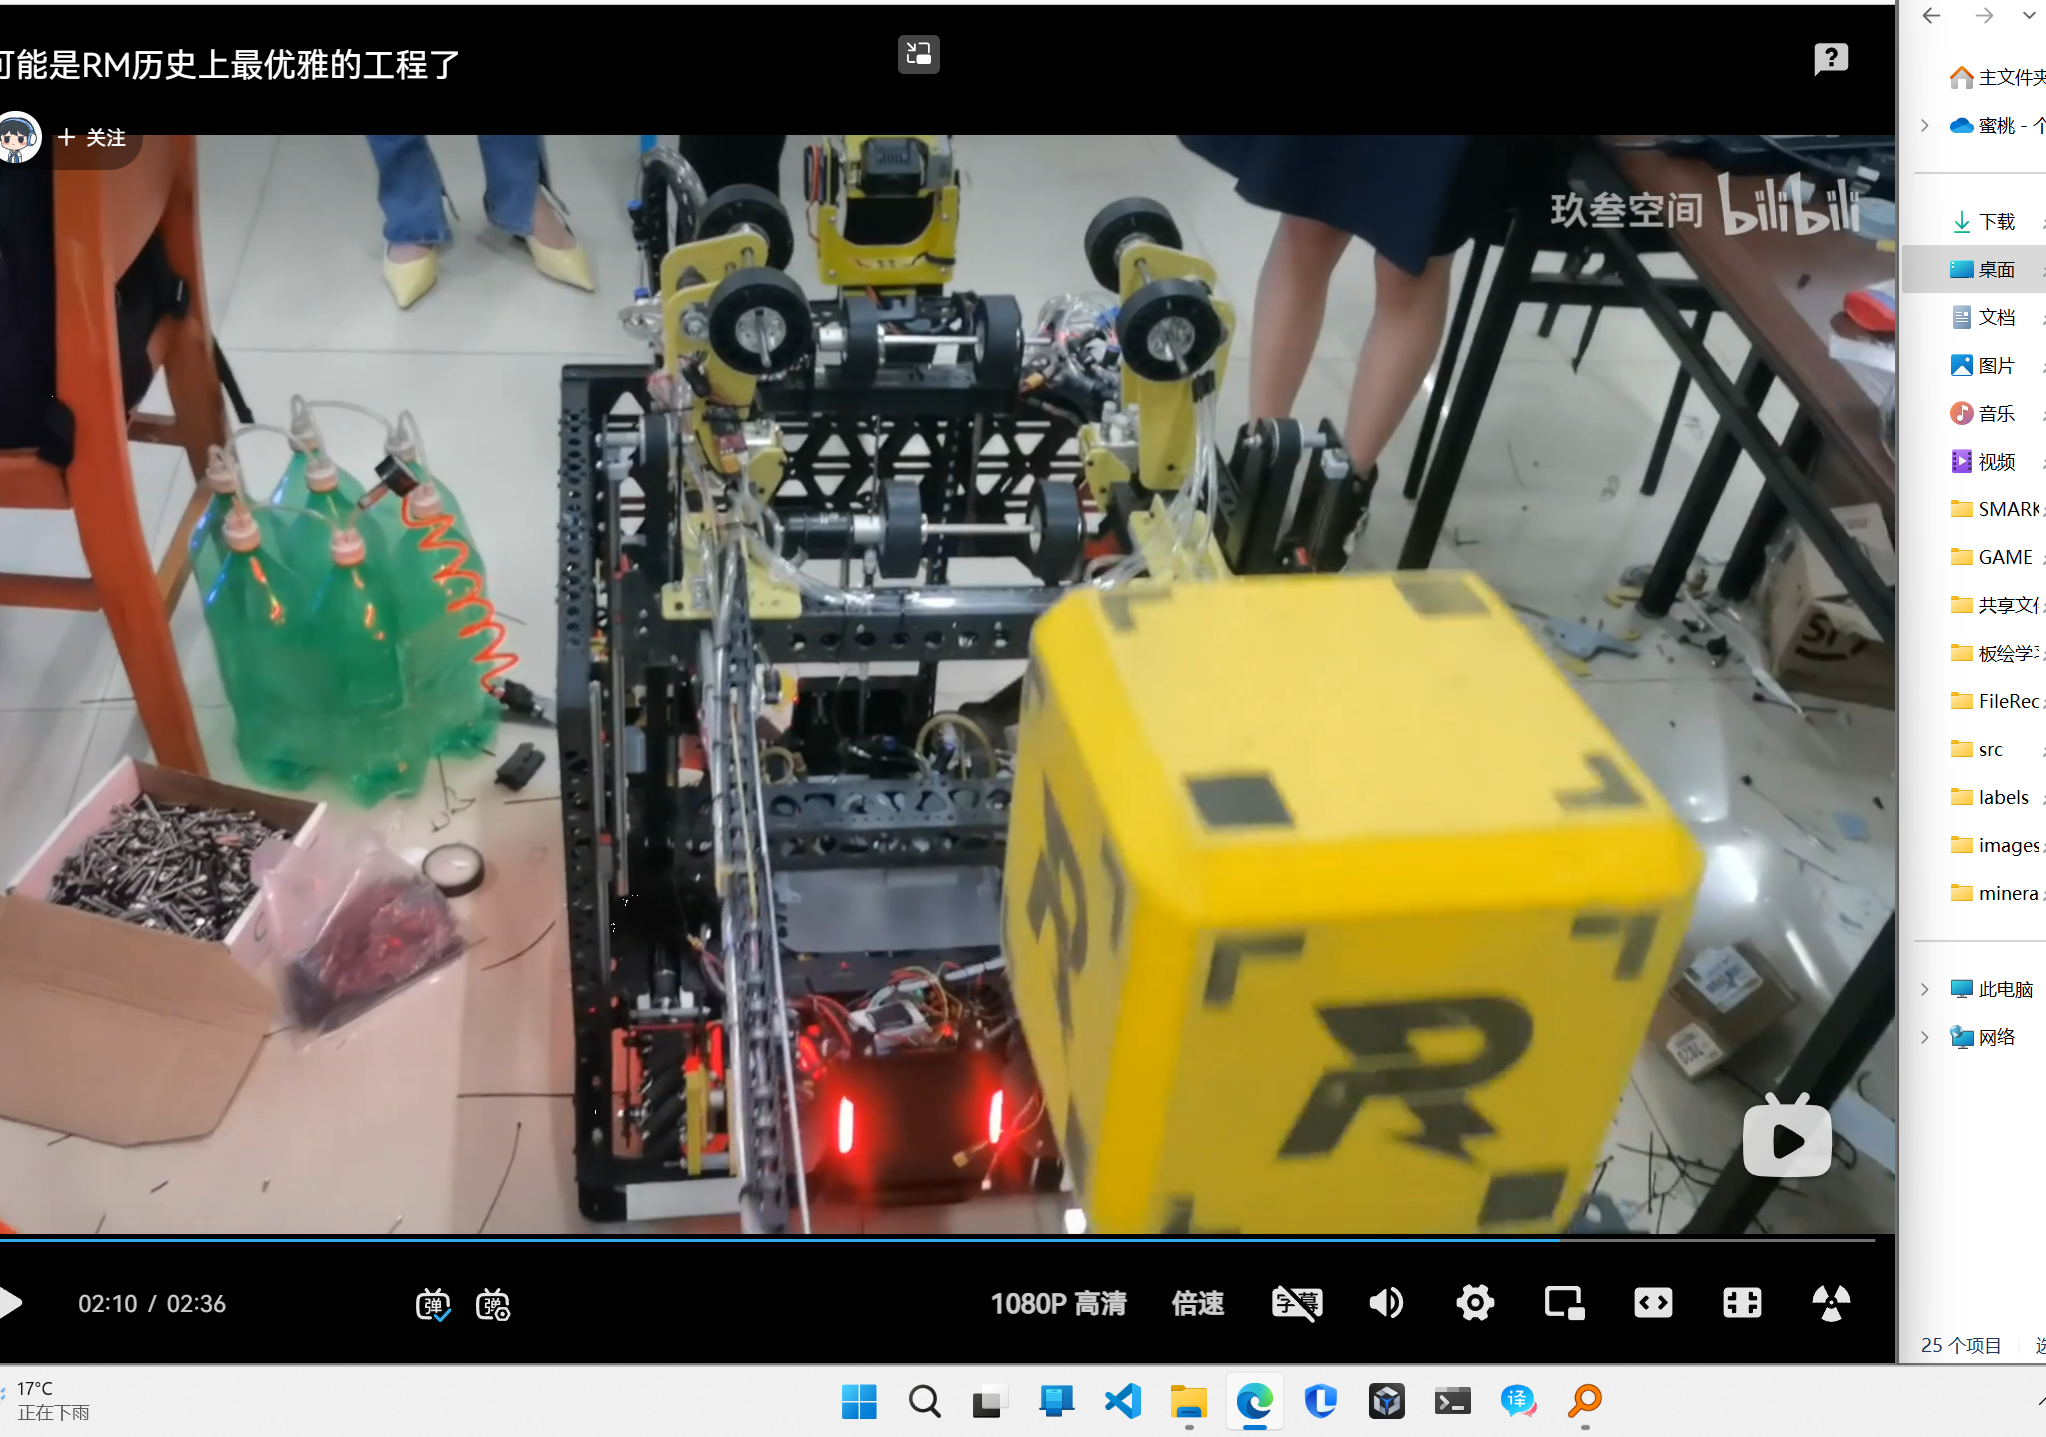 可能是RM历史上最优雅的工程了
+ 关注
玖叁空间 bilibili
R
02:10 / 02:36
弹
弹
1080P 高清
倍速
字幕
主文件夹
蜜桃 - 个
下载
桌面
文档
图片
音乐
视频
SMARK
GAME
共享文件
板绘学习
FileRec
src
labels
images
minera
此电脑
网络
25 个项目
选
17°C
正在下雨
译